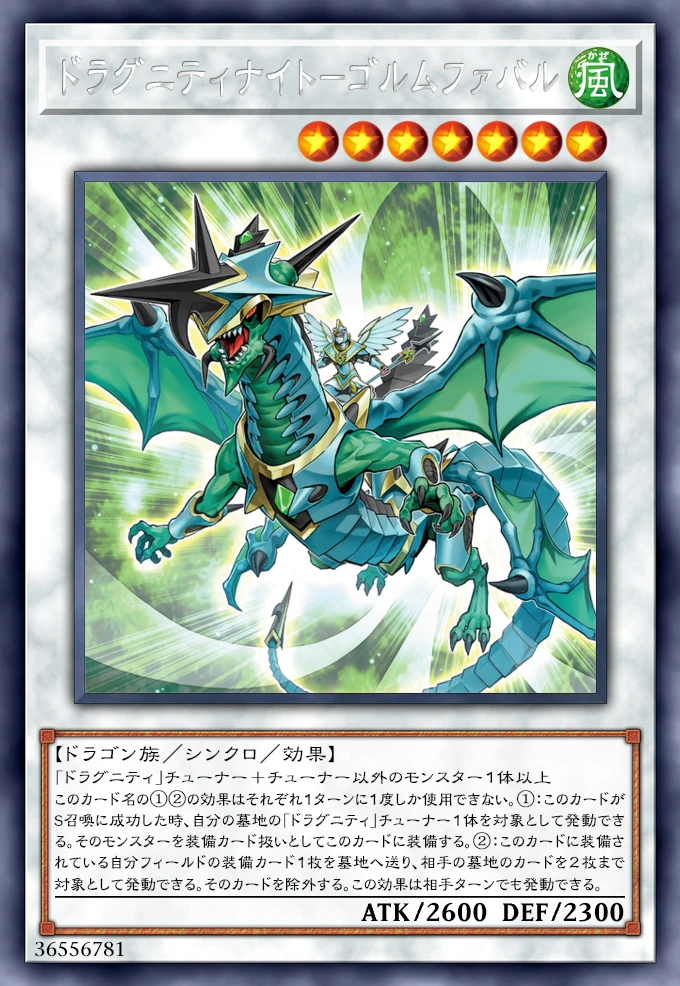 ドラグニティナイト－ゴルムファバル
かぜ
風
【ドラゴン族／シンクロ／効果】
「ドラグニティ」チューナー＋チューナー以外のモンスター１体以上
このカード名の①②の効果はそれぞれ１ターンに１度しか使用できない。①：このカードが
Ｓ召喚に成功した時、自分の墓地の「ドラグニティ」チューナー１体を対象として発動でき
る。そのモンスターを装備カード扱いとしてこのカードに装備する。②：このカードに装備さ
れている自分フィールドの装備カード１枚を墓地へ送り、相手の墓地のカードを２枚まで
対象として発動できる。そのカードを除外する。この効果は相手ターンでも発動できる。
ATK/2600 DEF/2300
36556781